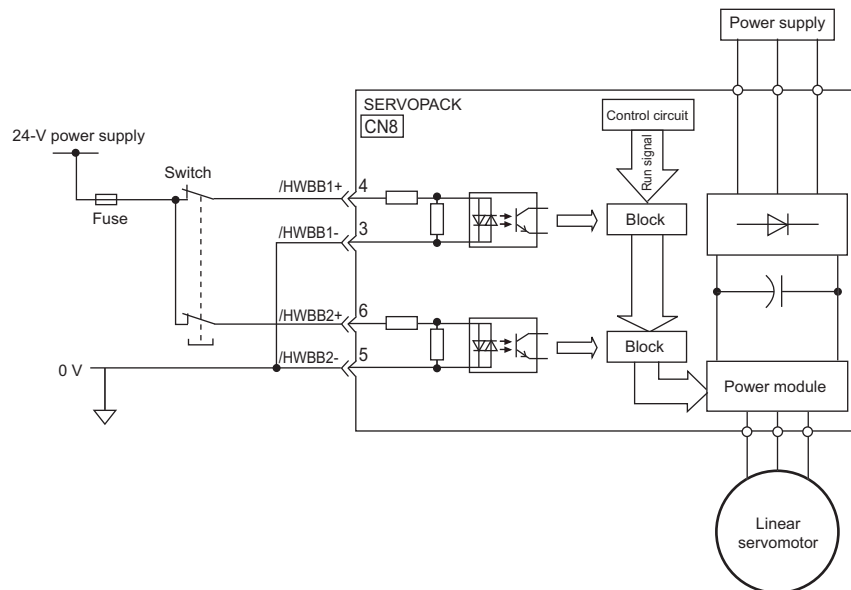 Power supply
SERVOPACK
CN8
Control circuit
24-V power supply
Switch
Run signal
/HWBB1+
4
Fuse
Block
/HWBB1-
3
/HWBB2+
6
Block
/HWBB2-
5
0 V
Power module
Linear
servomotor